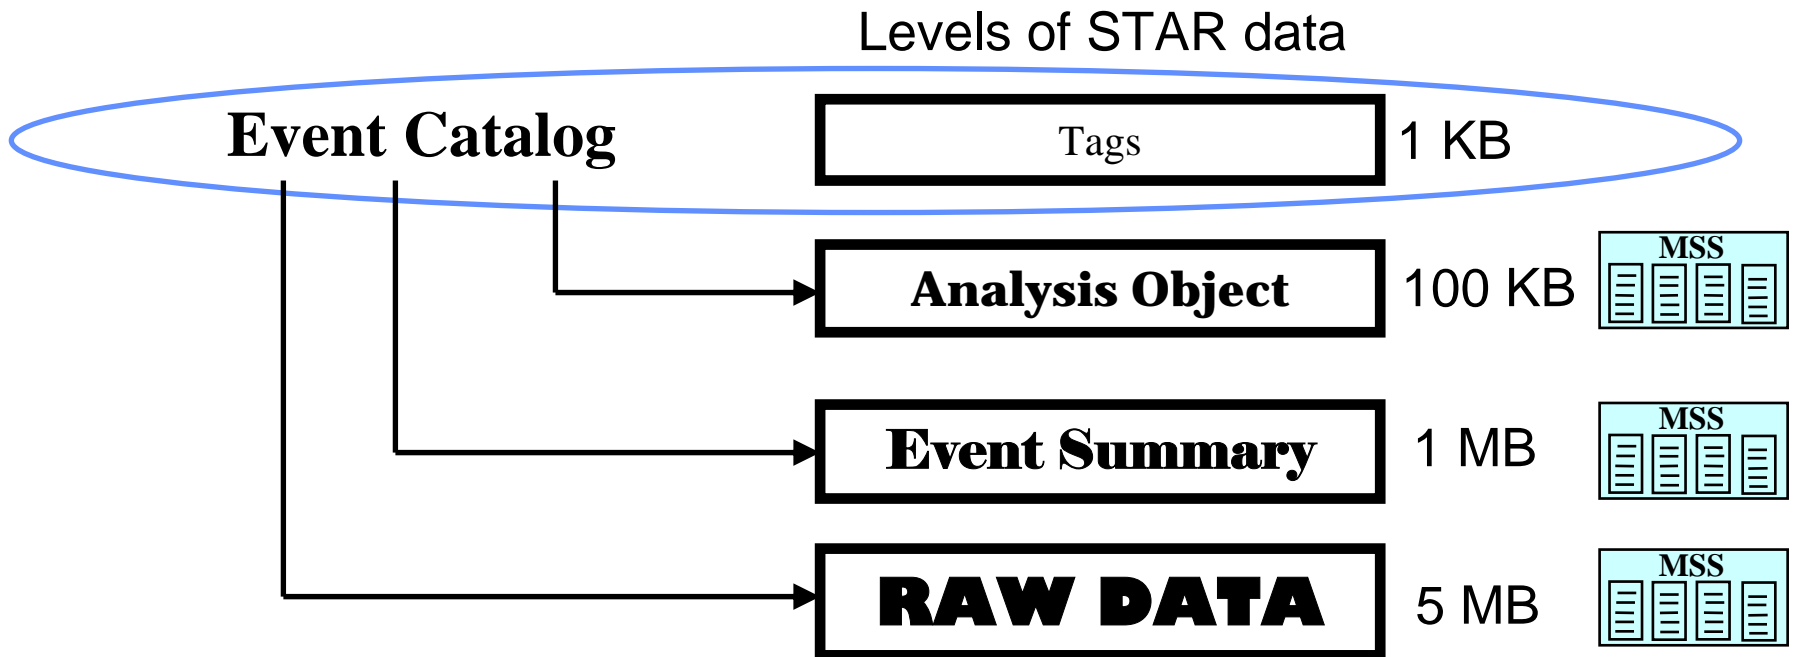 Levels of STAR data
Event Catalog
Tags
1 KB
Analysis Object
100 KB
MSS
Event Summary
1 MB
MSS
RAW DATA
5 MB
MSS